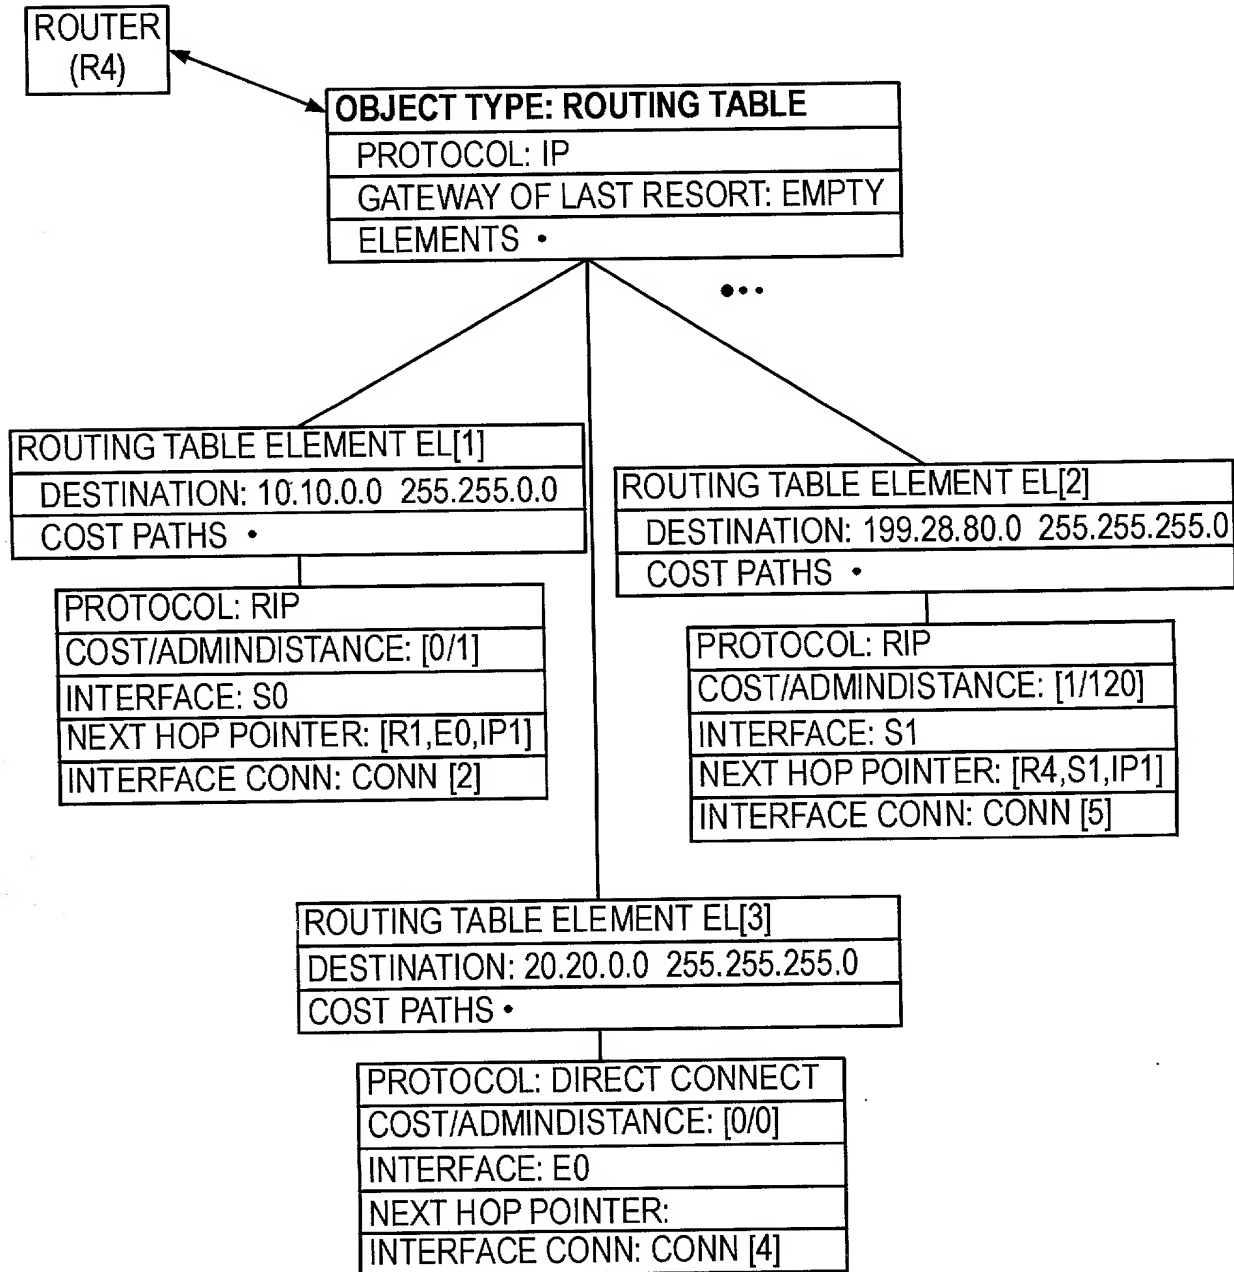 ROUTER
(R4)
OBJECT TYPE: ROUTING TABLE
PROTOCOL: IP
GATEWAY OF LAST RESORT: EMPTY
ELEMENTS •
●••
ROUTING TABLE ELEMENT EL[1]
DESTINATION: 10.10.0.0 255.255.0.0
COST PATHS •
PROTOCOL: RIP
COST/ADMINDISTANCE: [0/1]
INTERFACE: S0
NEXT HOP POINTER: [R1,E0,IP1]
INTERFACE CONN: CONN [2]
ROUTING TABLE ELEMENT EL[2]
DESTINATION: 199.28.80.0 255.255.255.0
COST PATHS •
PROTOCOL: RIP
COST/ADMINDISTANCE: [1/120]
INTERFACE: S1
NEXT HOP POINTER: [R4,S1,IP1]
INTERFACE CONN: CONN [5]
ROUTING TABLE ELEMENT EL[3]
DESTINATION: 20.20.0.0 255.255.255.0
COST PATHS •
PROTOCOL: DIRECT CONNECT
COST/ADMINDISTANCE: [0/0]
INTERFACE: E0
NEXT HOP POINTER:
INTERFACE CONN: CONN [4]